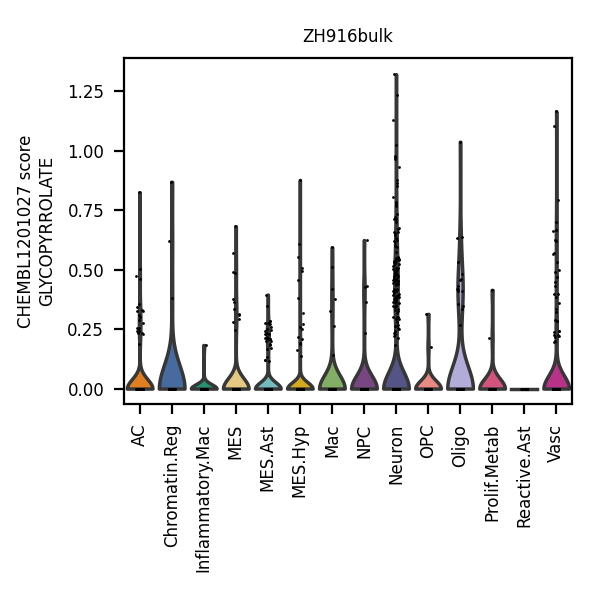 ZH916bulk
CHEMBL1201027 score
GLYCOPYRROLATE
1.25
1.00
0.75
0.50
0.25
0.00
AC
Chromatin.Reg
Inflammatory.Mac
MES
MES.Ast
MES.Hyp
Mac
NPC
Neuron
OPC
Oligo
Prolif.Metab
Reactive.Ast
Vasc